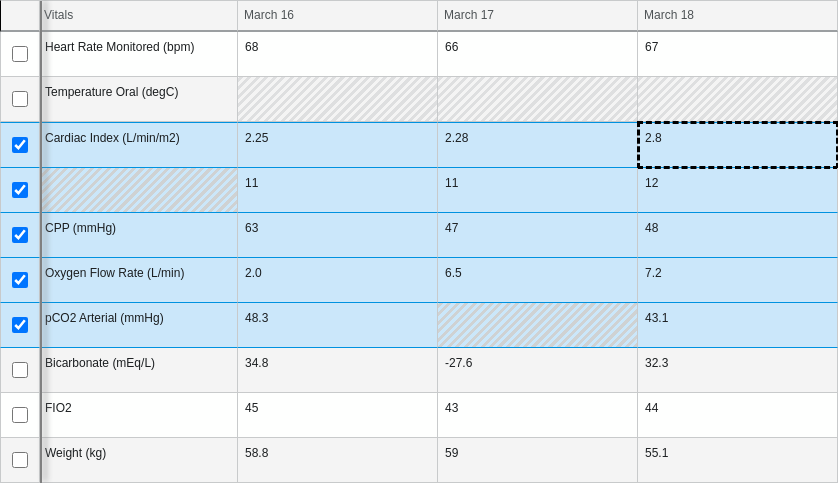 Vitals March 16 March 17 March 18
Heart Rate Monitored (bpm) 68 66 67
Temperature Oral (degC)
Cardiac Index (L/min/m2) 2.25 2.28 2.8
11 11 12
CPP (mmHg) 63 47 48
Oxygen Flow Rate (L/min) 2.0 6.5 7.2
pCO2 Arterial (mmHg) 48.3 43.1
Bicarbonate (mEq/L) 34.8 -27.6 32.3
FIO2 45 43 44
Weight (kg) 58.8 59 55.1